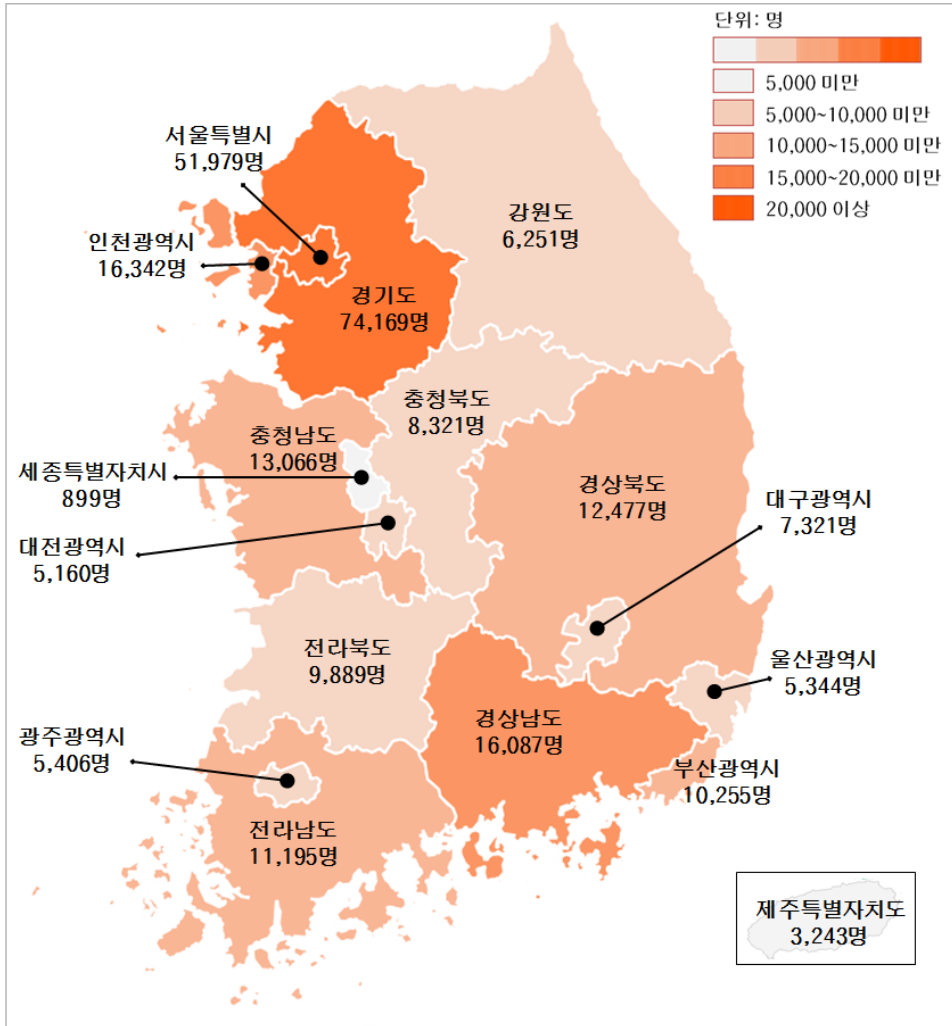 단위: 명
5,000 미만
5,000~10,000 미만
10,000~15,000 미만
15,000~20,000 미만
20,000 이상
서울특별시
51,979명
인천광역시
16,342명
경기도
74,169명
강원도
6,251명
충청북도
8,321명
충청남도
13,066명
세종특별자치시
899명
대전광역시
5,160명
경상북도
12,477명
대구광역시
7,321명
전라북도
9,889명
울산광역시
5,344명
경상남도
16,087명
광주광역시
5,406명
부산광역시
10,255명
전라남도
11,195명
제주특별자치도
3,243명